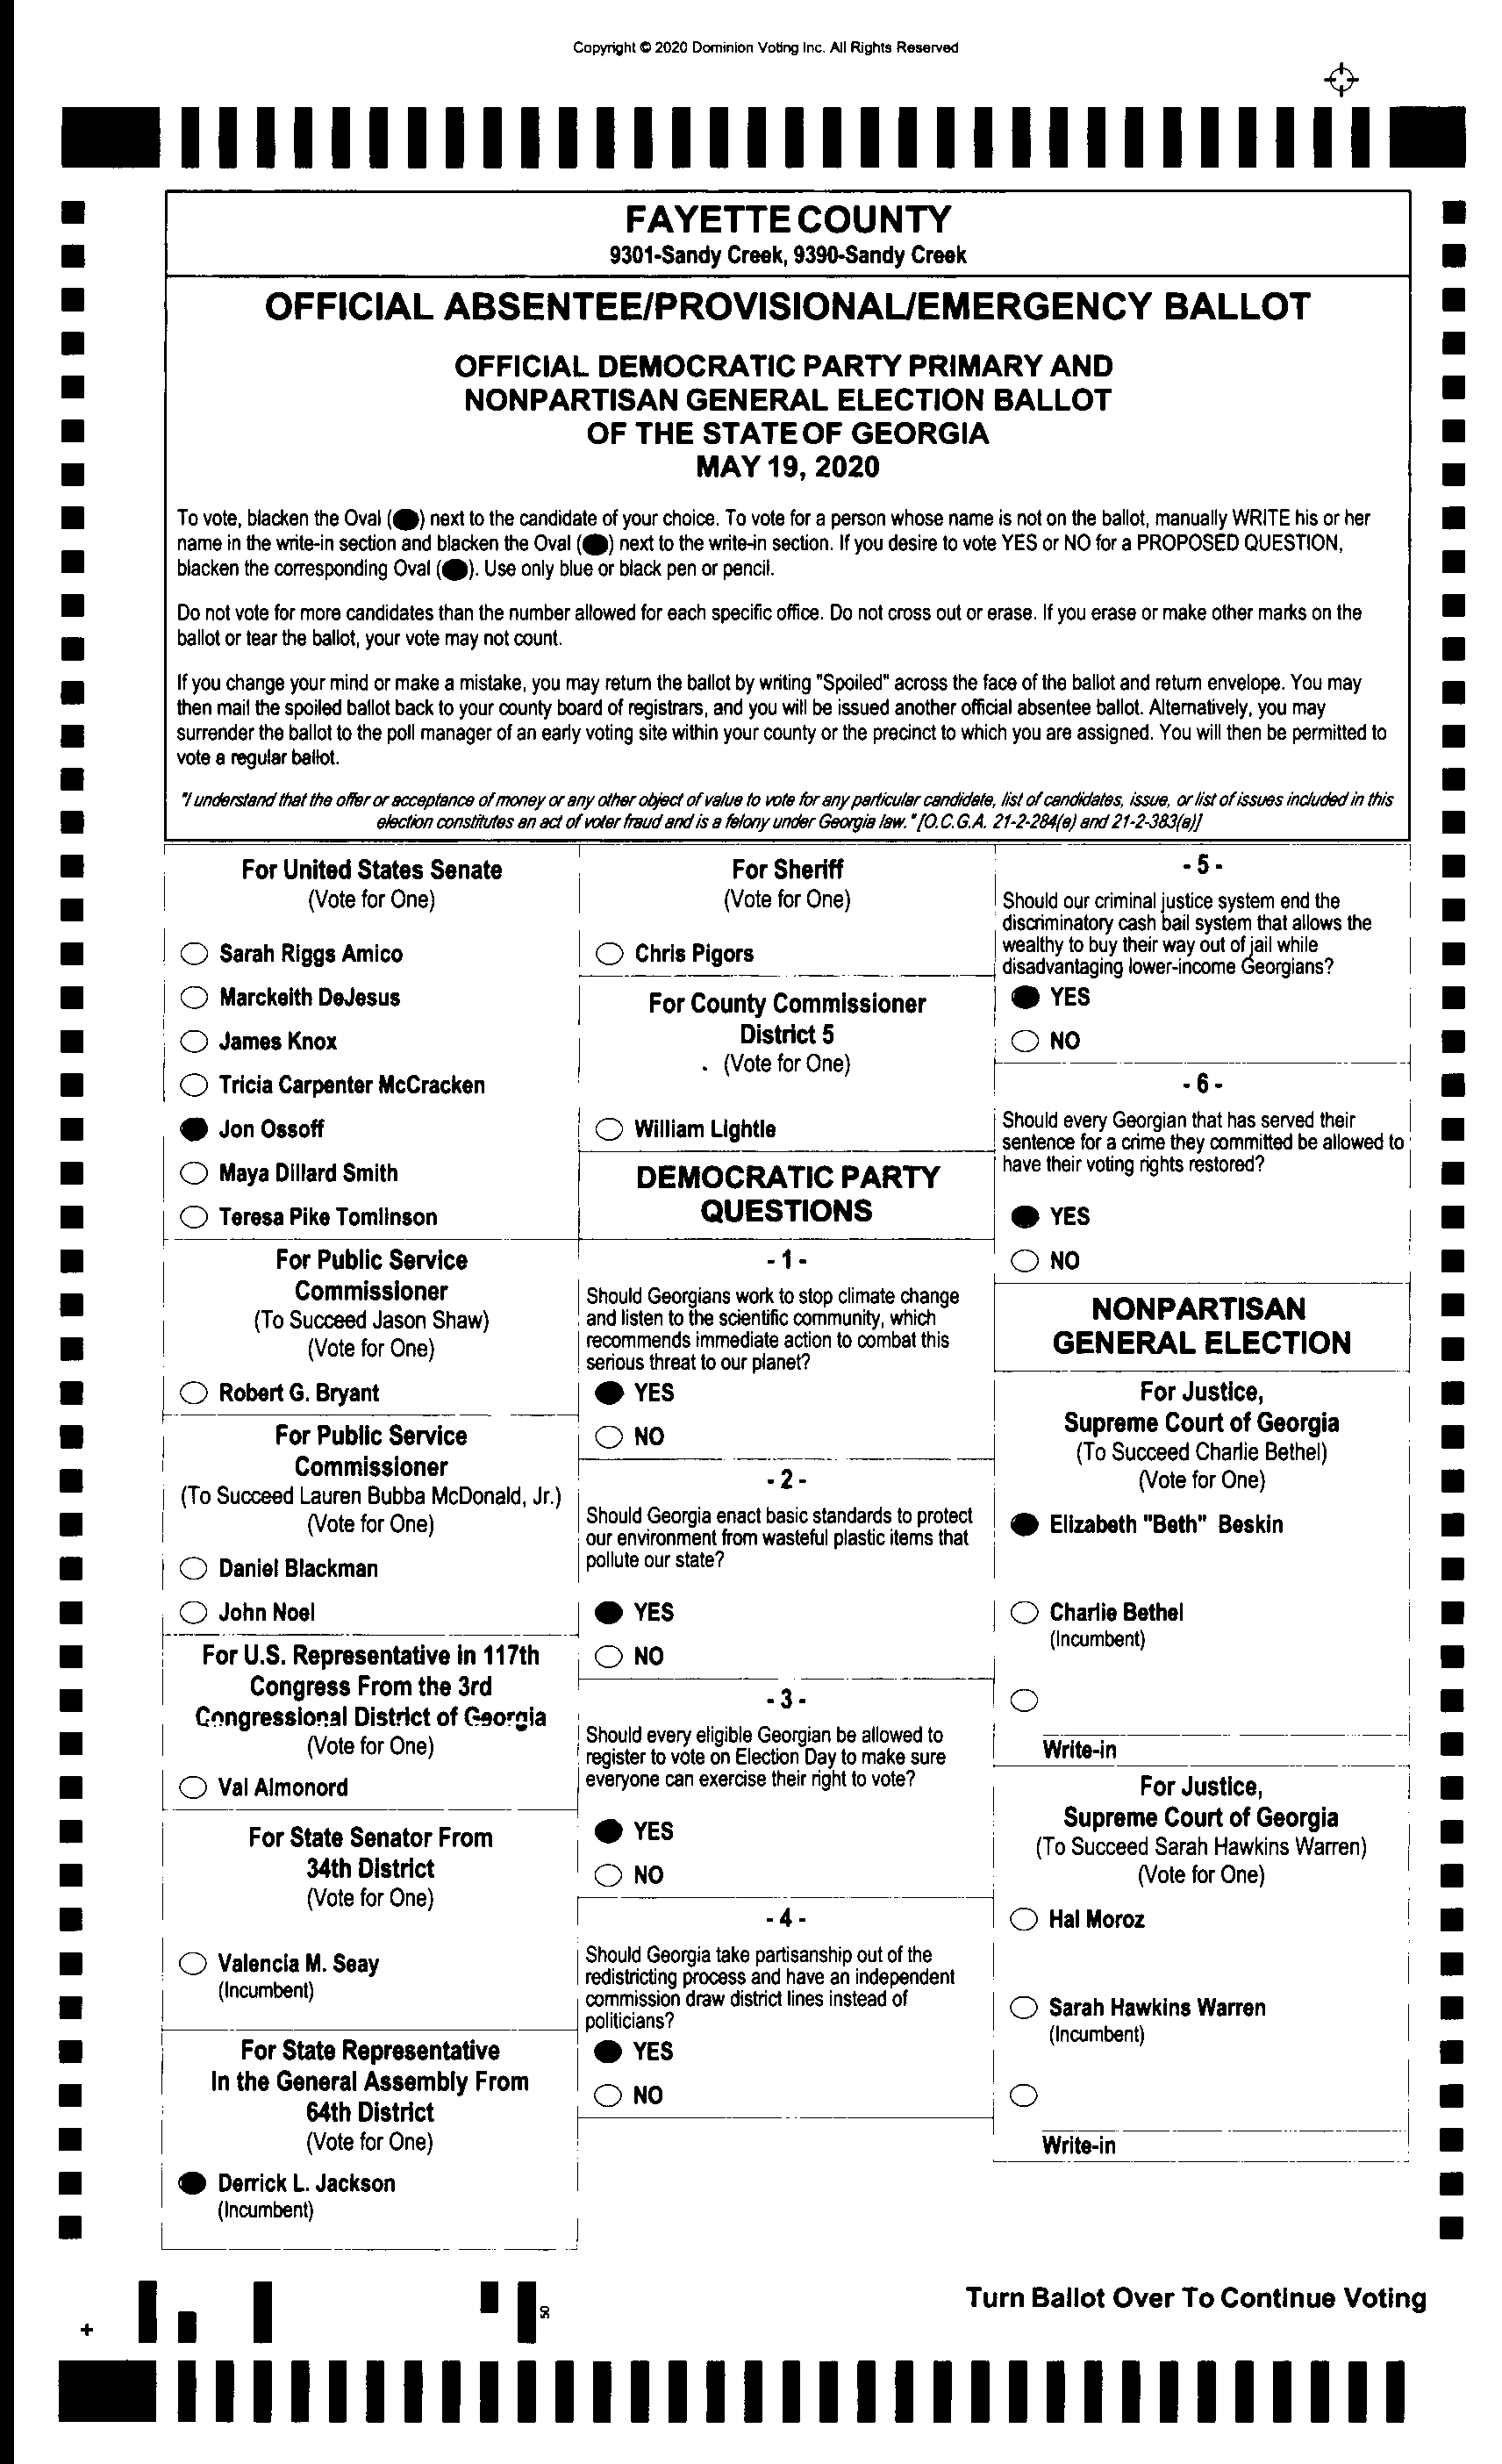 Copyright © 2020 Dominion Voting Inc. All Rights Reserved
FAYETTE COUNTY
9301-Sandy Creek, 9390-Sandy Creek
OFFICIAL ABSENTEE/PROVISIONAL/EMERGENCY BALLOT
OFFICIAL DEMOCRATIC PARTY PRIMARY AND
NONPARTISAN GENERAL ELECTION BALLOT
OF THE STATE OF GEORGIA
MAY 19, 2020
To vote, blacken the Oval (●) next to the candidate of your choice. To vote for a person whose name is not on the ballot, manually WRITE his or her
name in the write-in section and blacken the Oval (●) next to the write-in section. If you desire to vote YES or NO for a PROPOSED QUESTION,
blacken the corresponding Oval (●). Use only blue or black pen or pencil.
Do not vote for more candidates than the number allowed for each specific office. Do not cross out or erase. If you erase or make other marks on the
ballot or tear the ballot, your vote may not count.
If you change your mind or make a mistake, you may return the ballot by writing "Spoiled" across the face of the ballot and return envelope. You may
then mail the spoiled ballot back to your county board of registrars, and you will be issued another official absentee ballot. Alternatively, you may
surrender the ballot to the poll manager of an early voting site within your county or the precinct to which you are assigned. You will then be permitted to
vote a regular ballot.
"I understand that the offer or acceptance of money or any other object of value to vote for any particular candidate, list of candidates, issue, or list of issues included in this
election constitutes an act of voter fraud and is a felony under Georgia law." [O.C.G.A. 21-2-284(e) and 21-2-383(a)]
For United States Senate
(Vote for One)
Sarah Riggs Amico
Marckeith DeJesus
James Knox
Tricia Carpenter McCracken
Jon Ossoff
Maya Dillard Smith
Teresa Pike Tomlinson
For Public Service
Commissioner
(To Succeed Jason Shaw)
(Vote for One)
Robert G. Bryant
For Public Service
Commissioner
(To Succeed Lauren Bubba McDonald, Jr.)
(Vote for One)
Daniel Blackman
John Noel
For U.S. Representative in 117th
Congress From the 3rd
Congressional District of Georgia
(Vote for One)
Val Almonord
For State Senator From
34th District
(Vote for One)
Valencia M. Seay
(Incumbent)
For State Representative
In the General Assembly From
64th District
(Vote for One)
Derrick L. Jackson
(Incumbent)
For Sheriff
(Vote for One)
Chris Pigors
For County Commissioner
District 5
(Vote for One)
William Lightle
DEMOCRATIC PARTY
QUESTIONS
- 1 -
Should Georgians work to stop climate change
and listen to the scientific community, which
recommends immediate action to combat this
serious threat to our planet?
YES
NO
- 2 -
Should Georgia enact basic standards to protect
our environment from wasteful plastic items that
pollute our state?
YES
NO
- 3 -
Should every eligible Georgian be allowed to
register to vote on Election Day to make sure
everyone can exercise their right to vote?
YES
NO
- 4 -
Should Georgia take partisanship out of the
redistricting process and have an independent
commission draw district lines instead of
politicians?
YES
NO
- 5 -
Should our criminal justice system end the
discriminatory cash bail system that allows the
wealthy to buy their way out of jail while
disadvantaging lower-income Georgians?
YES
NO
- 6 -
Should every Georgian that has served their
sentence for a crime they committed be allowed to
have their voting rights restored?
YES
NO
NONPARTISAN
GENERAL ELECTION
For Justice,
Supreme Court of Georgia
(To Succeed Charlie Bethel)
(Vote for One)
Elizabeth "Beth" Beskin
Charlie Bethel
(Incumbent)
Write-in
For Justice,
Supreme Court of Georgia
(To Succeed Sarah Hawkins Warren)
(Vote for One)
Hal Moroz
Sarah Hawkins Warren
(Incumbent)
Write-in
Turn Ballot Over To Continue Voting
50
+